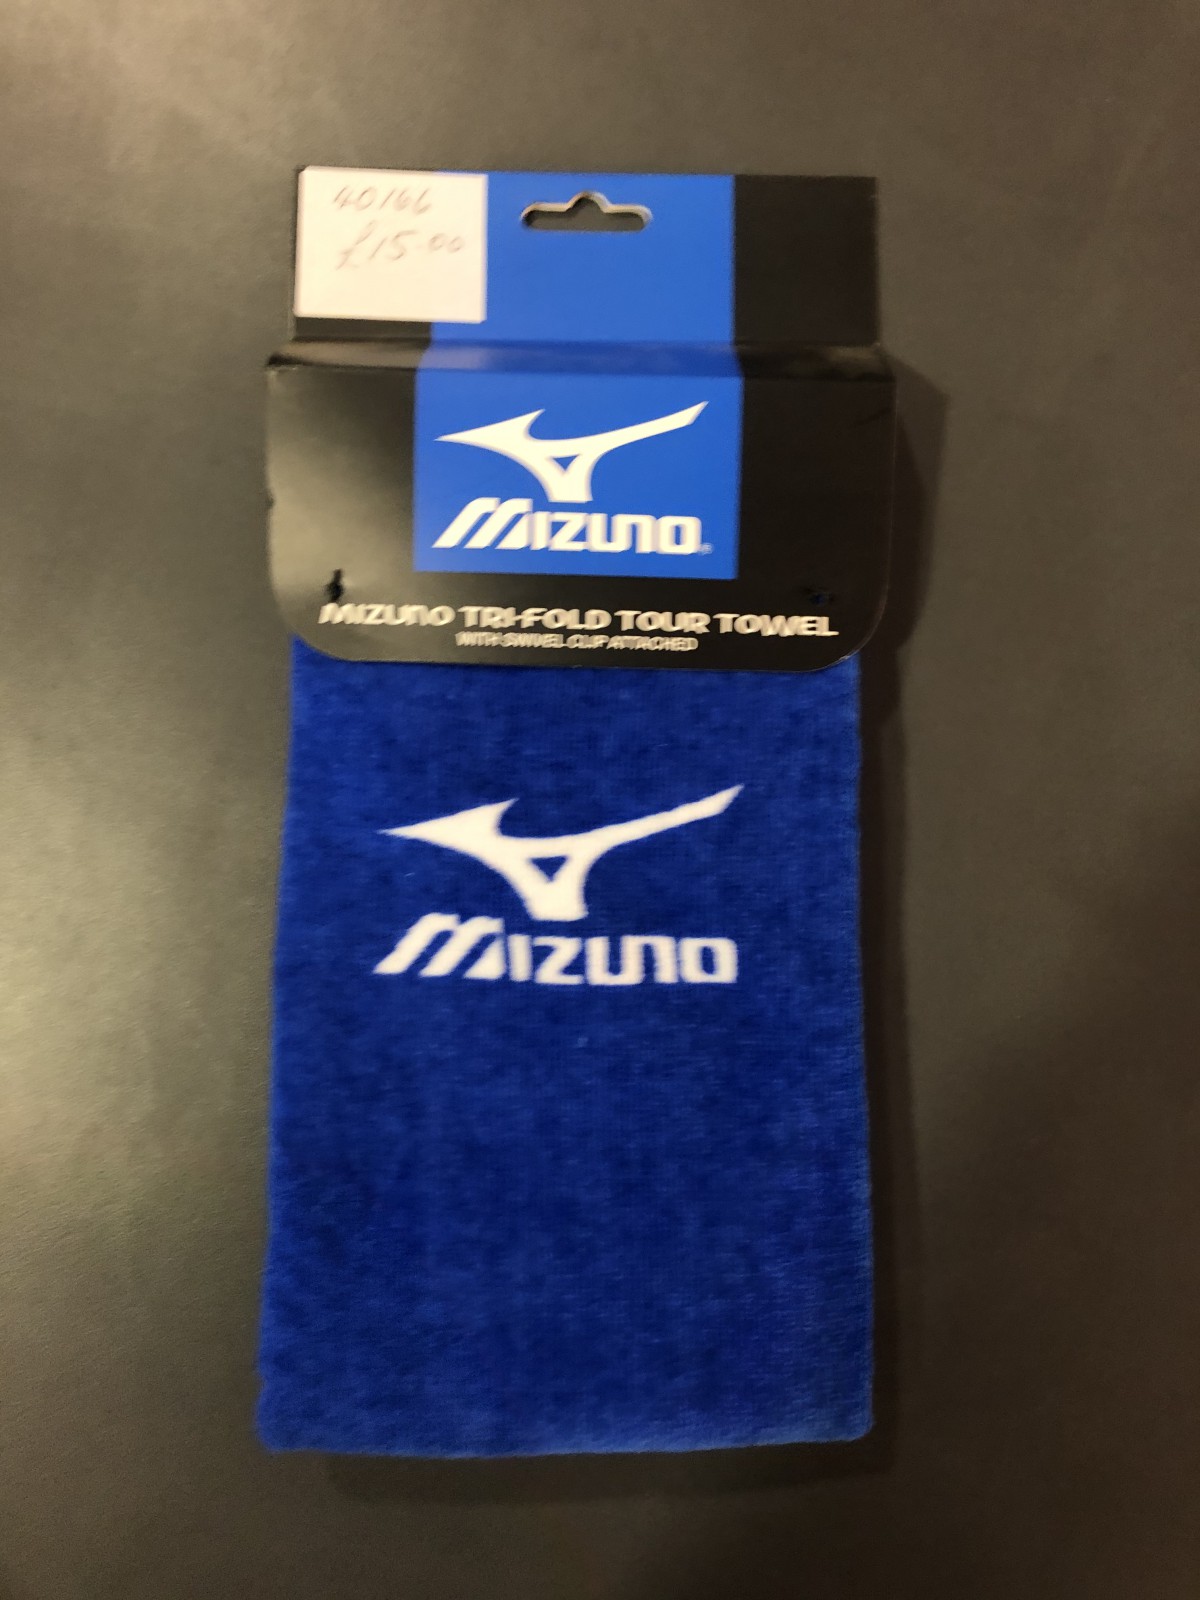 40166
£15.00
MIZUNO
MIZUNO TRI-FOLD TOUR TOWEL
WITH SWIVEL CLIP ATTACHED
MIZUNO